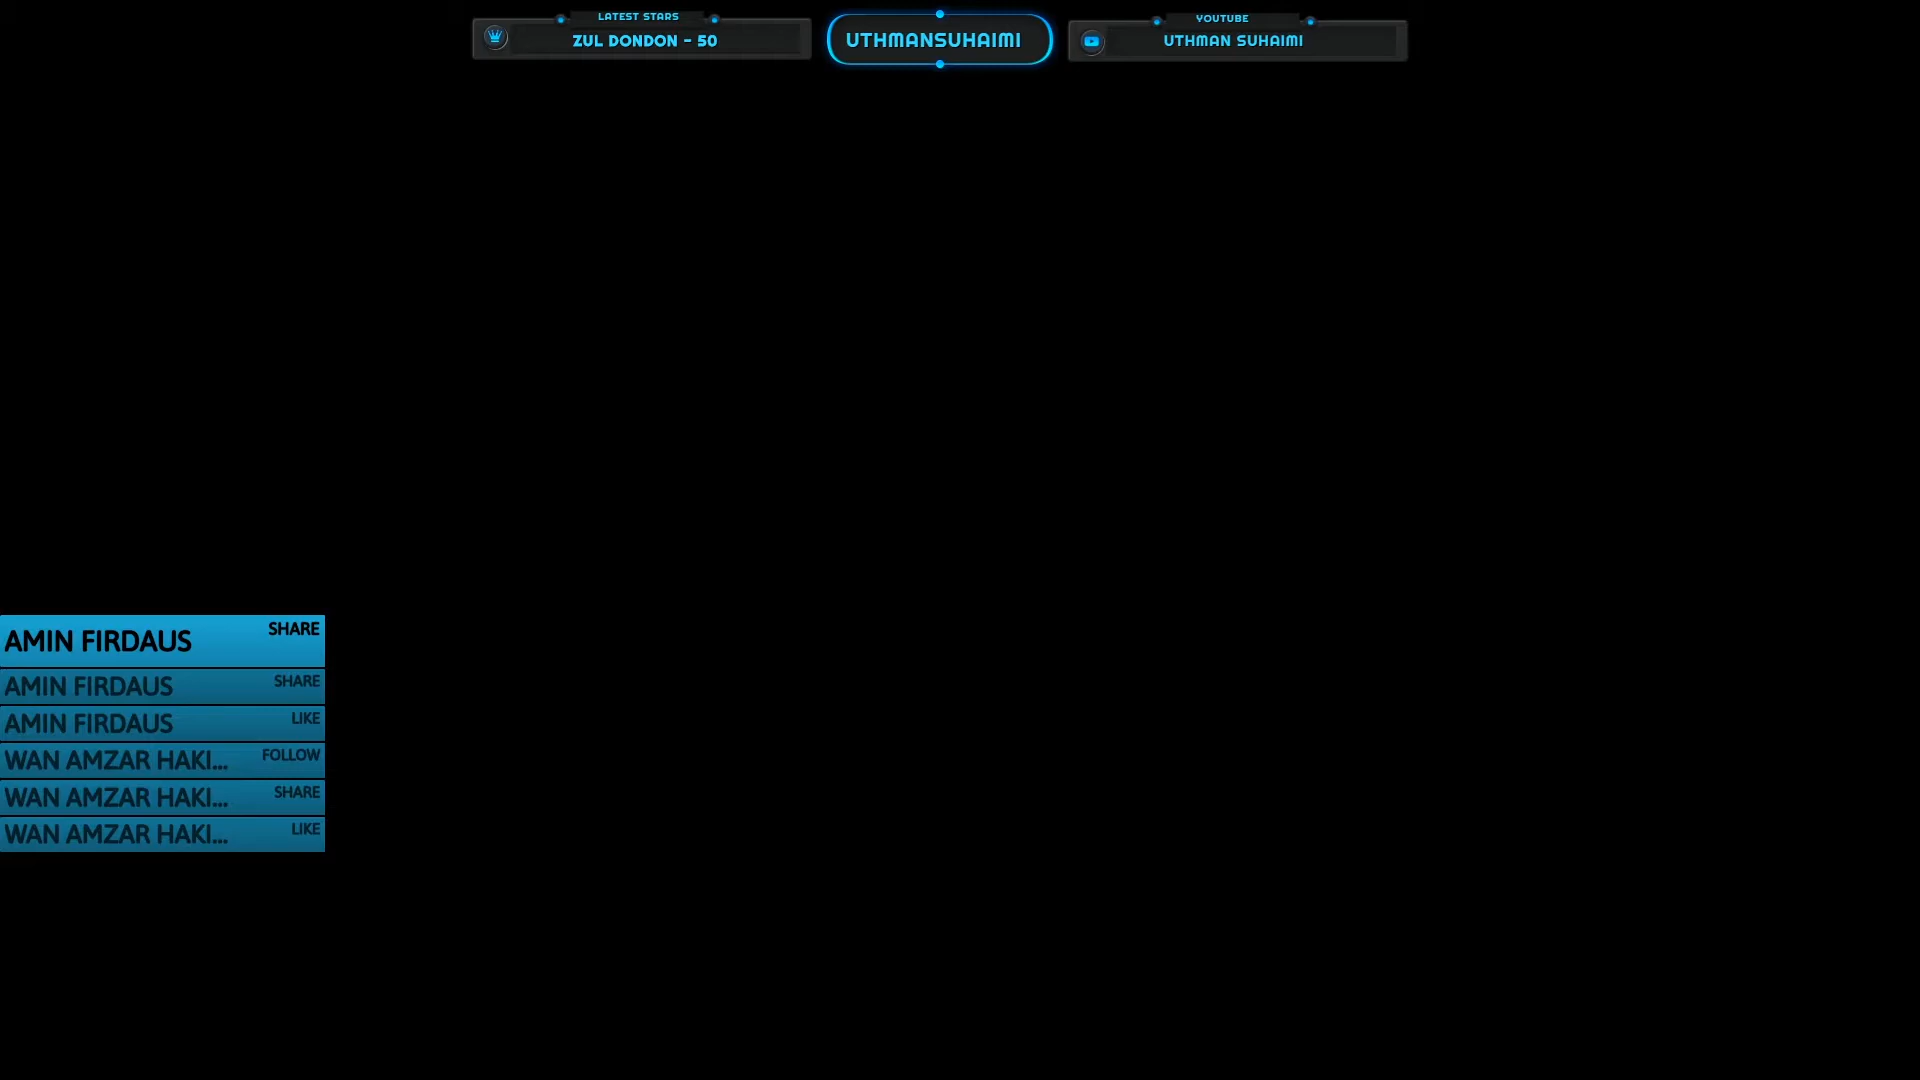 LATEST STARS
ZUL DONDON - 50
UTHMANSUHAIMI
YOUTUBE
UTHMAN SUHAIMI
AMIN FIRDAUS SHARE
AMIN FIRDAUS SHARE
AMIN FIRDAUS LIKE
WAN AMZAR HAKI... FOLLOW
WAN AMZAR HAKI... SHARE
WAN AMZAR HAKI... LIKE